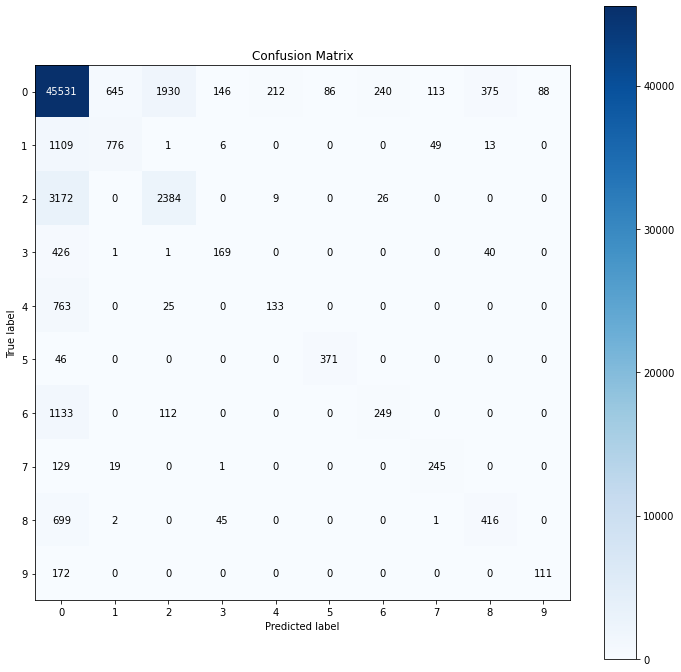 Confusion Matrix
0 45531 645 1930 146 212 86 240 113 375 88
1 1109 776 1 6 0 0 0 49 13 0
2 3172 0 2384 0 9 0 26 0 0 0
3 426 1 1 169 0 0 0 0 40 0
4 763 0 25 0 133 0 0 0 0 0
5 46 0 0 0 0 371 0 0 0 0
6 1133 0 112 0 0 0 249 0 0 0
7 129 19 0 1 0 0 0 245 0 0
8 699 2 0 45 0 0 0 1 416 0
9 172 0 0 0 0 0 0 0 0 111
0 1 2 3 4 5 6 7 8 9
Predicted label
True label
40000
30000
20000
10000
0